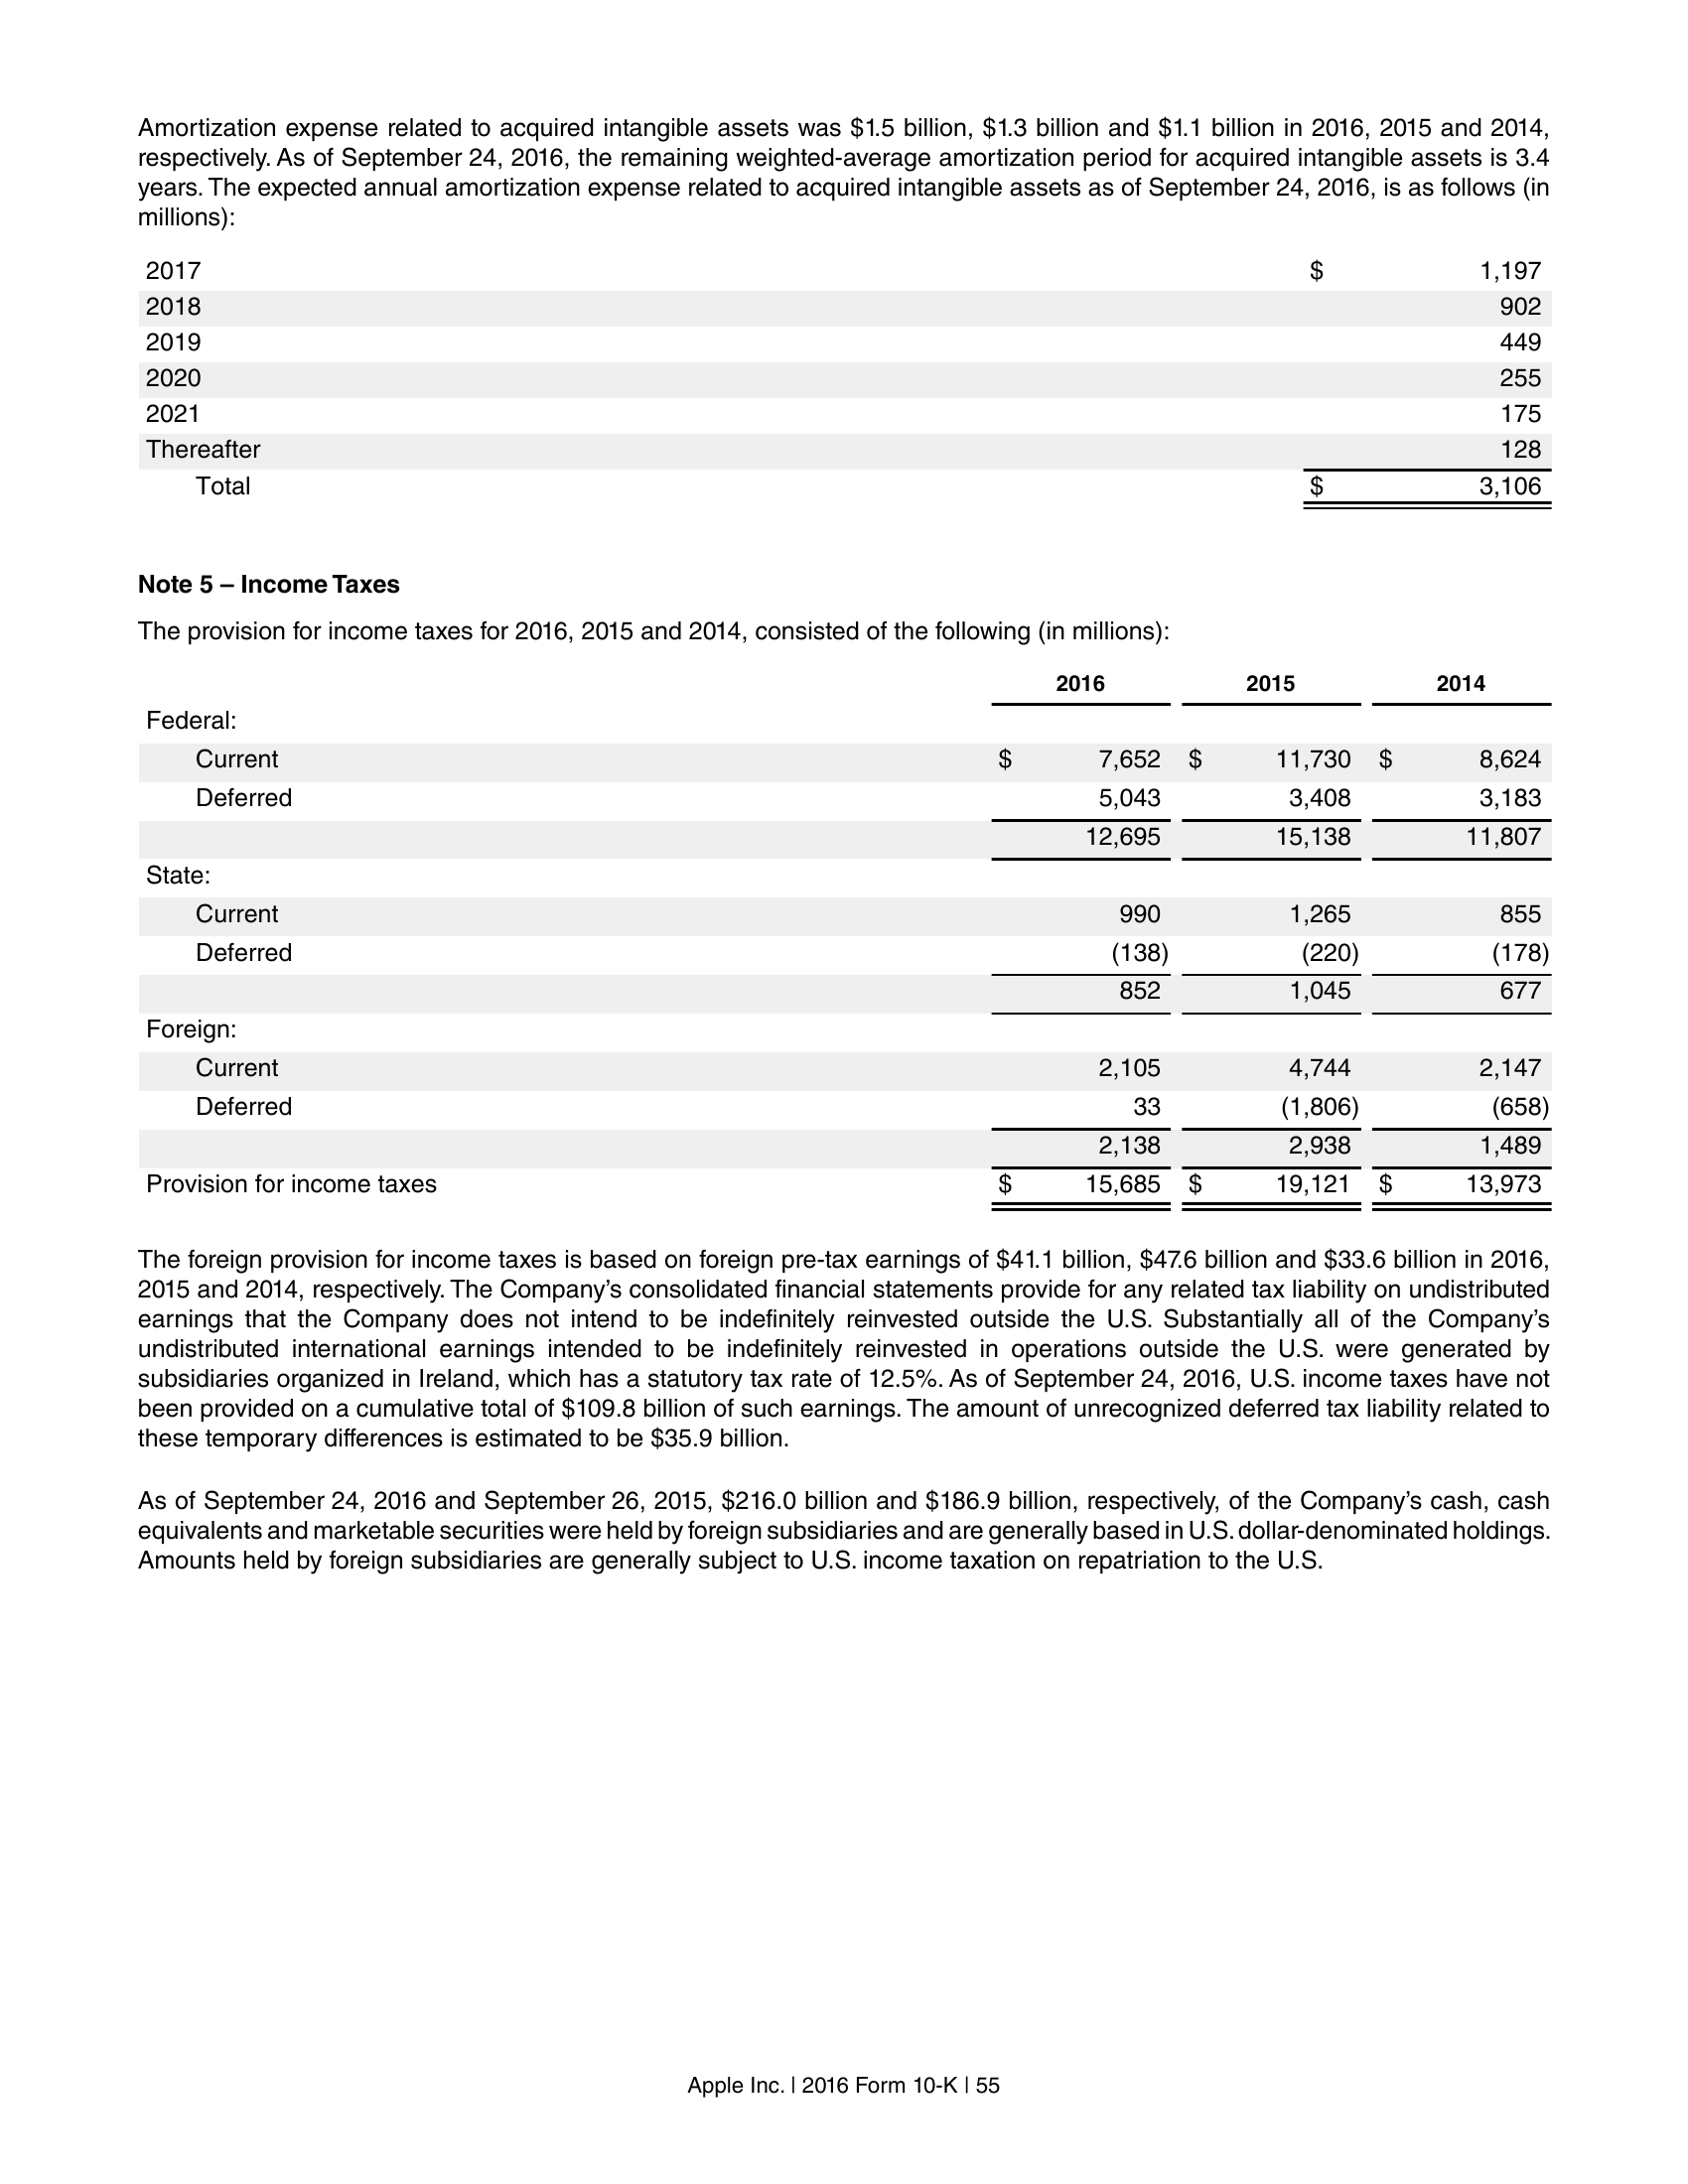 Amortization expense related to acquired intangible assets was $1.5 billion, $1.3 billion and $1.1 billion in 2016, 2015 and 2014,
respectively. As of September 24, 2016, the remaining weighted-average amortization period for acquired intangible assets is 3.4
years. The expected annual amortization expense related to acquired intangible assets as of September 24, 2016, is as follows (in
millions):
2017 $ 1,197
2018 902
2019 449
2020 255
2021 175
Thereafter 128
Total $ 3,106
Note 5 – Income Taxes
The provision for income taxes for 2016, 2015 and 2014, consisted of the following (in millions):
2016 2015 2014
Federal:
Current $ 7,652 $ 11,730 $ 8,624
Deferred 5,043 3,408 3,183
12,695 15,138 11,807
State:
Current 990 1,265 855
Deferred (138) (220) (178)
852 1,045 677
Foreign:
Current 2,105 4,744 2,147
Deferred 33 (1,806) (658)
2,138 2,938 1,489
Provision for income taxes $ 15,685 $ 19,121 $ 13,973
The foreign provision for income taxes is based on foreign pre-tax earnings of $41.1 billion, $47.6 billion and $33.6 billion in 2016,
2015 and 2014, respectively. The Company’s consolidated financial statements provide for any related tax liability on undistributed
earnings that the Company does not intend to be indefinitely reinvested outside the U.S. Substantially all of the Company’s
undistributed international earnings intended to be indefinitely reinvested in operations outside the U.S. were generated by
subsidiaries organized in Ireland, which has a statutory tax rate of 12.5%. As of September 24, 2016, U.S. income taxes have not
been provided on a cumulative total of $109.8 billion of such earnings. The amount of unrecognized deferred tax liability related to
these temporary differences is estimated to be $35.9 billion.
As of September 24, 2016 and September 26, 2015, $216.0 billion and $186.9 billion, respectively, of the Company’s cash, cash
equivalents and marketable securities were held by foreign subsidiaries and are generally based in U.S. dollar-denominated holdings.
Amounts held by foreign subsidiaries are generally subject to U.S. income taxation on repatriation to the U.S.
Apple Inc. | 2016 Form 10-K | 55